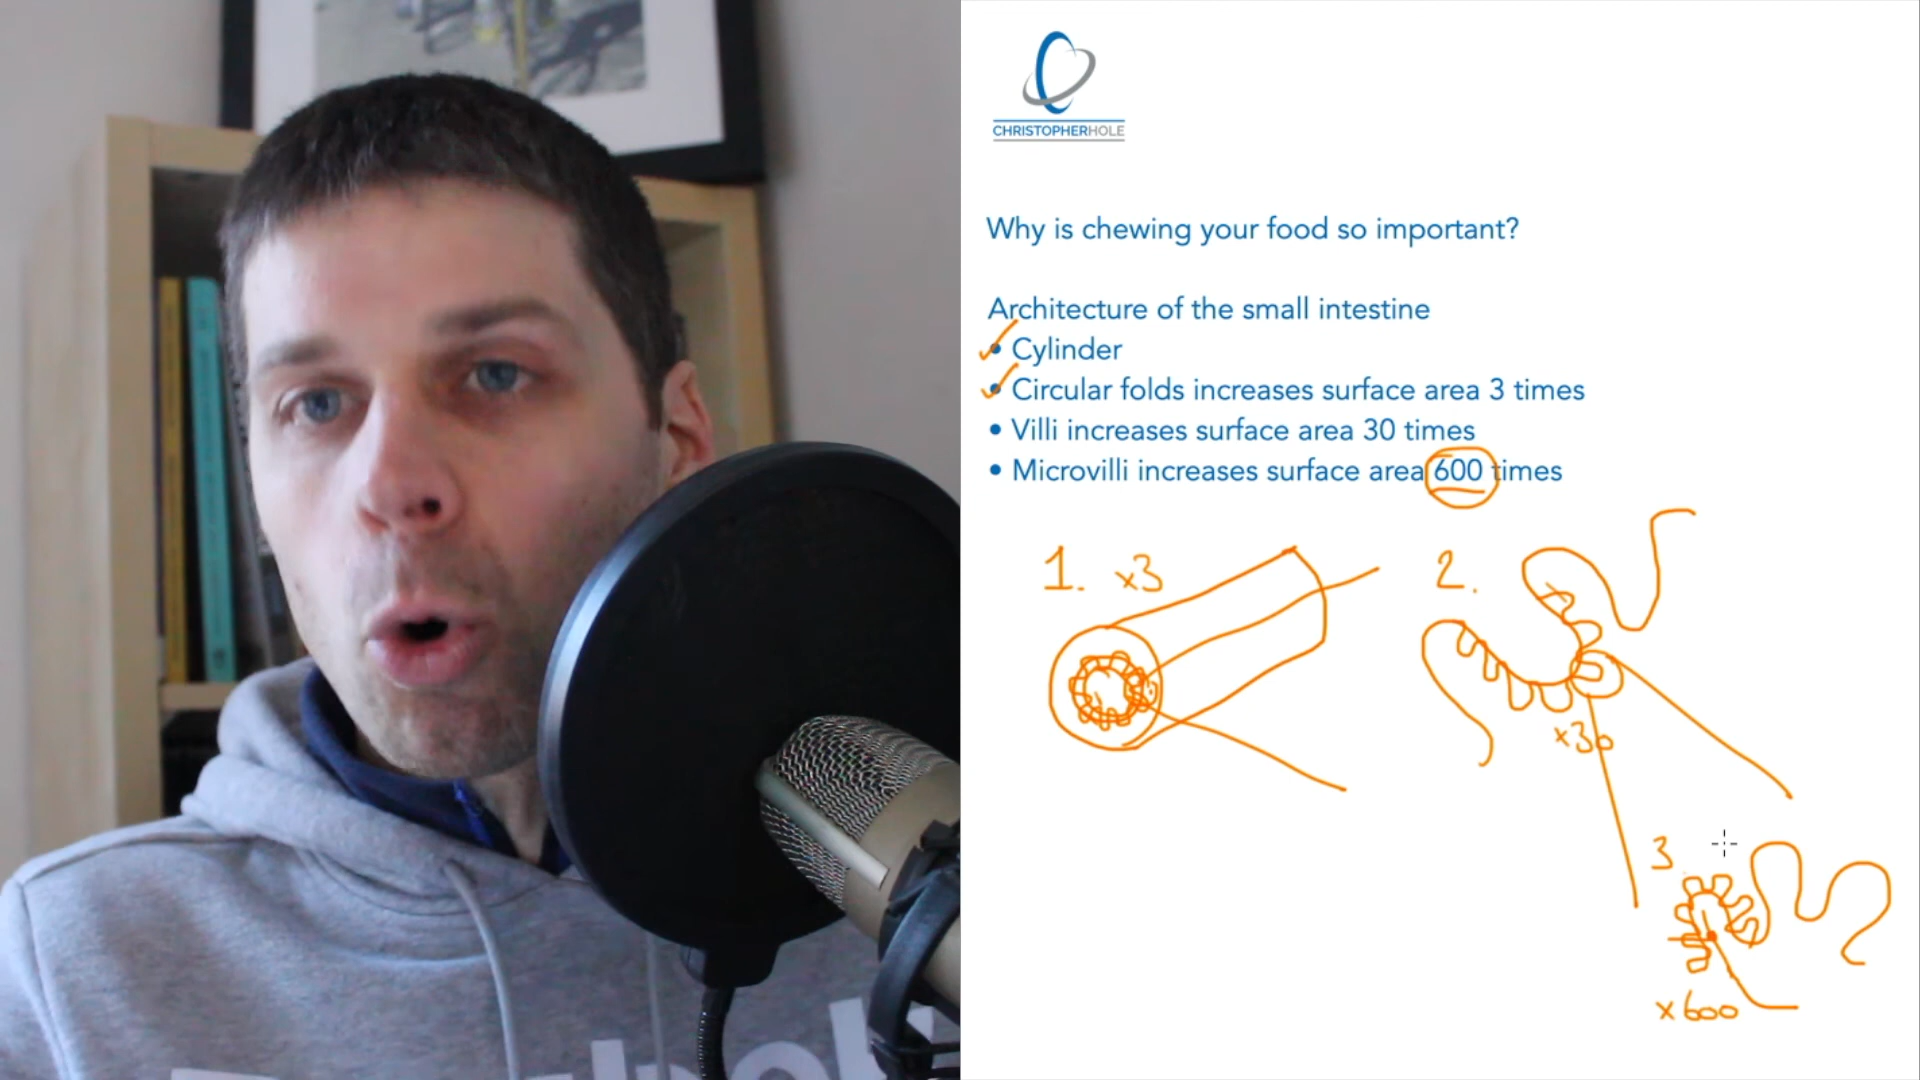 CHRISTOPHERHOLE
Why is chewing your food so important?
Architecture of the small intestine
• Cylinder
• Circular folds increases surface area 3 times
• Villi increases surface area 30 times
• Microvilli increases surface area 600 times
1. x3
2.
x30
3
x600